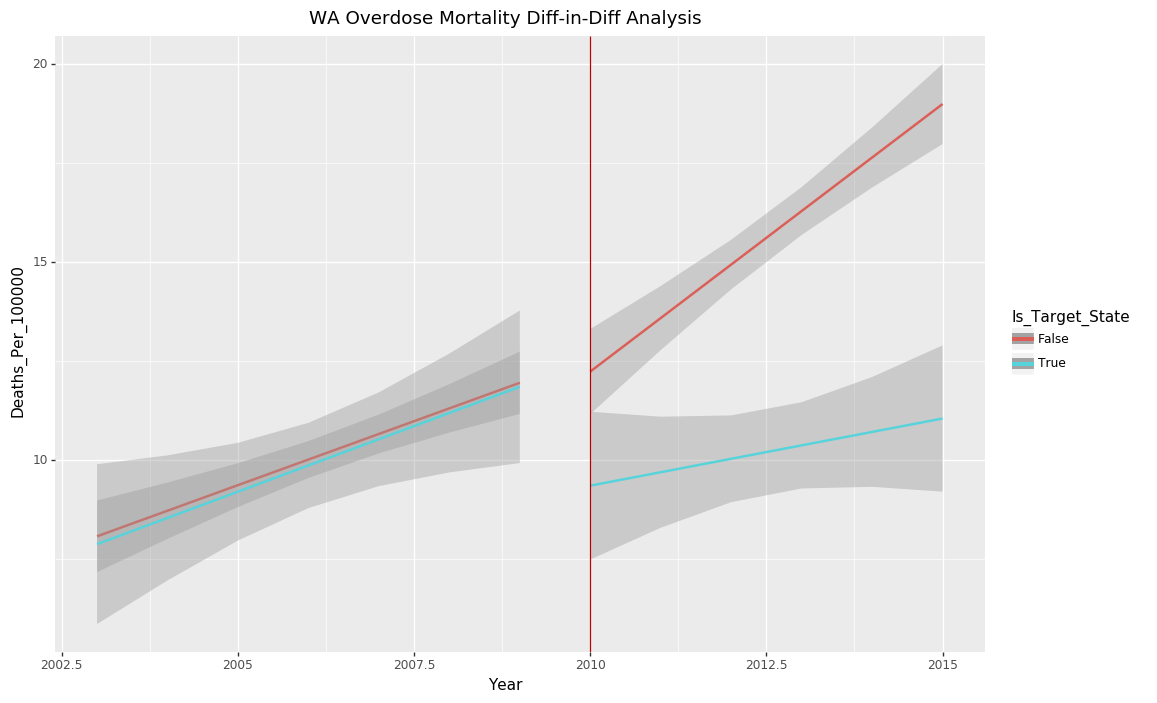 WA Overdose Mortality Diff-in-Diff Analysis
20
15
10
Deaths_Per_100000
2002.5 2005 2007.5 2010 2012.5 2015
Year
Is_Target_State
False
True